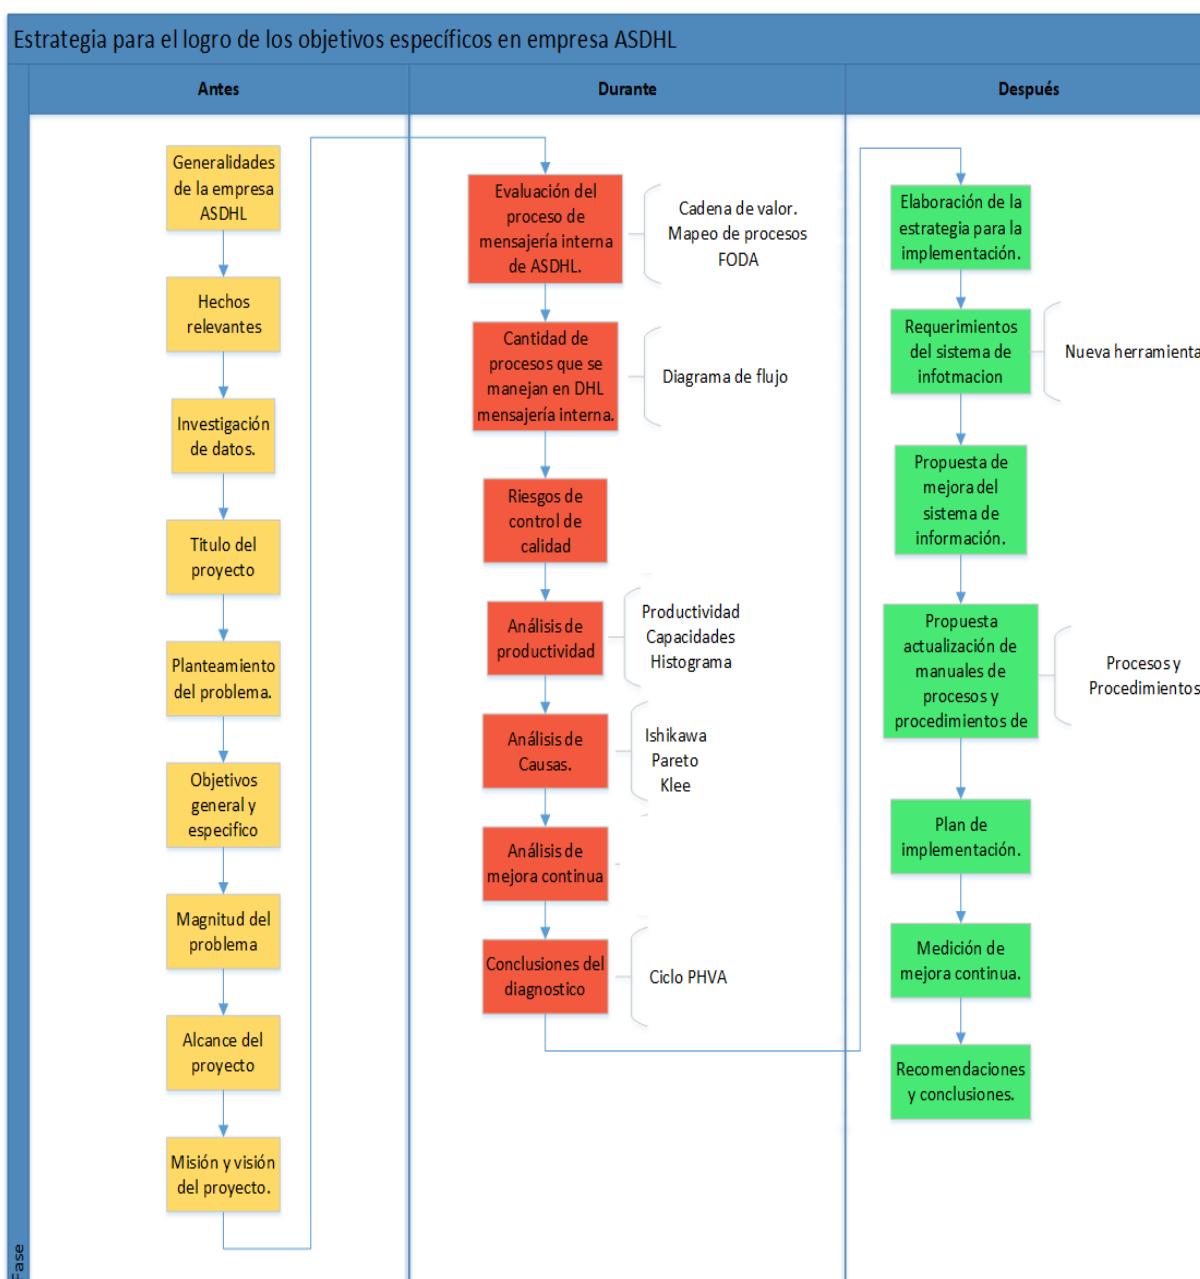 Estrategia para el logro de los objetivos específicos en empresa ASDHL
Antes
Durante
Después
Fase
Generalidades
de la empresa
ASDHL
Hechos
relevantes
Investigación
de datos.
Titulo del
proyecto
Planteamiento
del problema.
Objetivos
general y
especifico
Magnitud del
problema
Alcance del
proyecto
Misión y visión
del proyecto.
Evaluación del
proceso de
mensajería interna
de ASDHL.
Cadena de valor.
Mapeo de procesos
FODA
Cantidad de
procesos que se
manejan en DHL
mensajería interna.
Diagrama de flujo
Riesgos de
control de
calidad
Análisis de
productividad
Productividad
Capacidades
Histograma
Análisis de
Causas.
Ishikawa
Pareto
Klee
Análisis de
mejora continua
Conclusiones del
diagnostico
Ciclo PHVA
Elaboración de la
estrategia para la
implementación.
Requerimientos
del sistema de
infotmacion
Nueva herramienta
Propuesta de
mejora del
sistema de
información.
Propuesta
actualización de
manuales de
procesos y
procedimientos de
Procesos y
Procedimientos
Plan de
implementación.
Medición de
mejora continua.
Recomendaciones
y conclusiones.